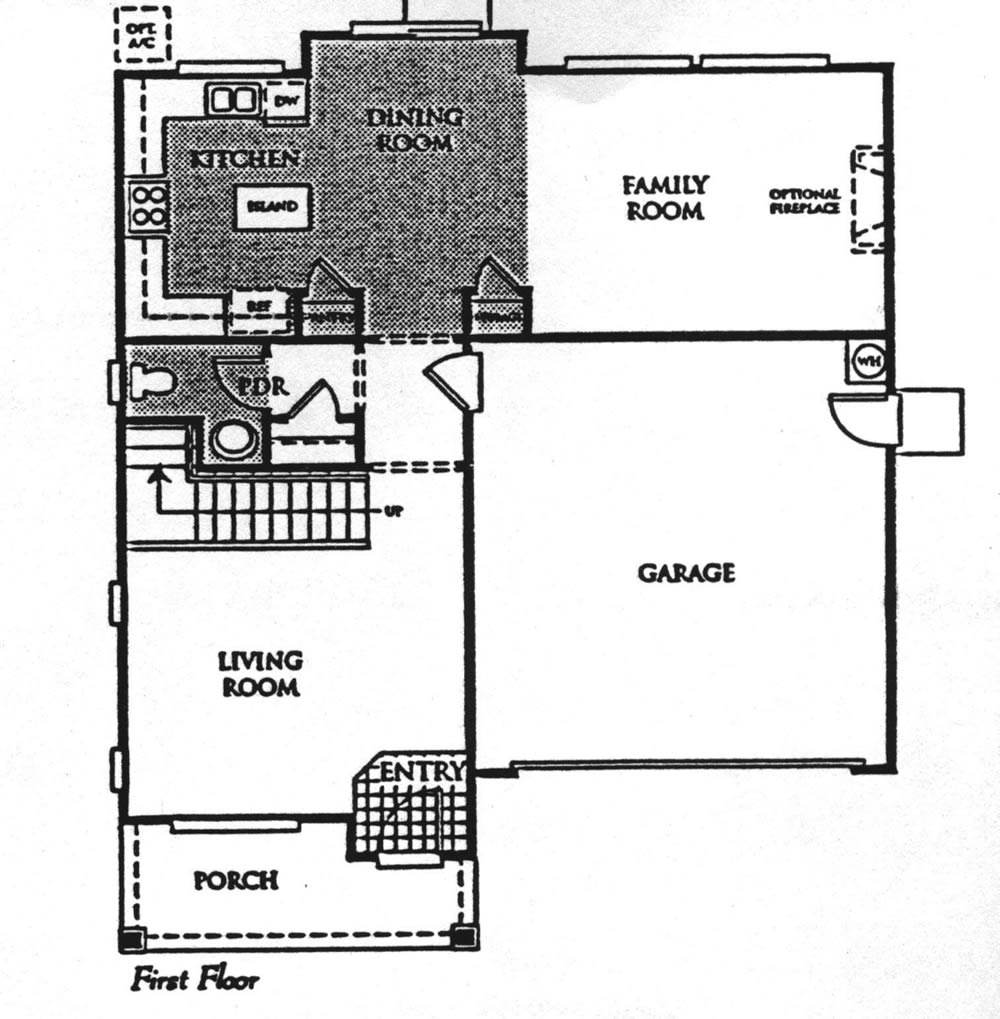 OPT.
A/C
DW
DINING
ROOM
KITCHEN
ISLAND
FAMILY
ROOM
OPTIONAL
FIREPLACE
REF
PANTRY
PDR
WH
UP
GARAGE
LIVING
ROOM
ENTRY
PORCH
First Floor